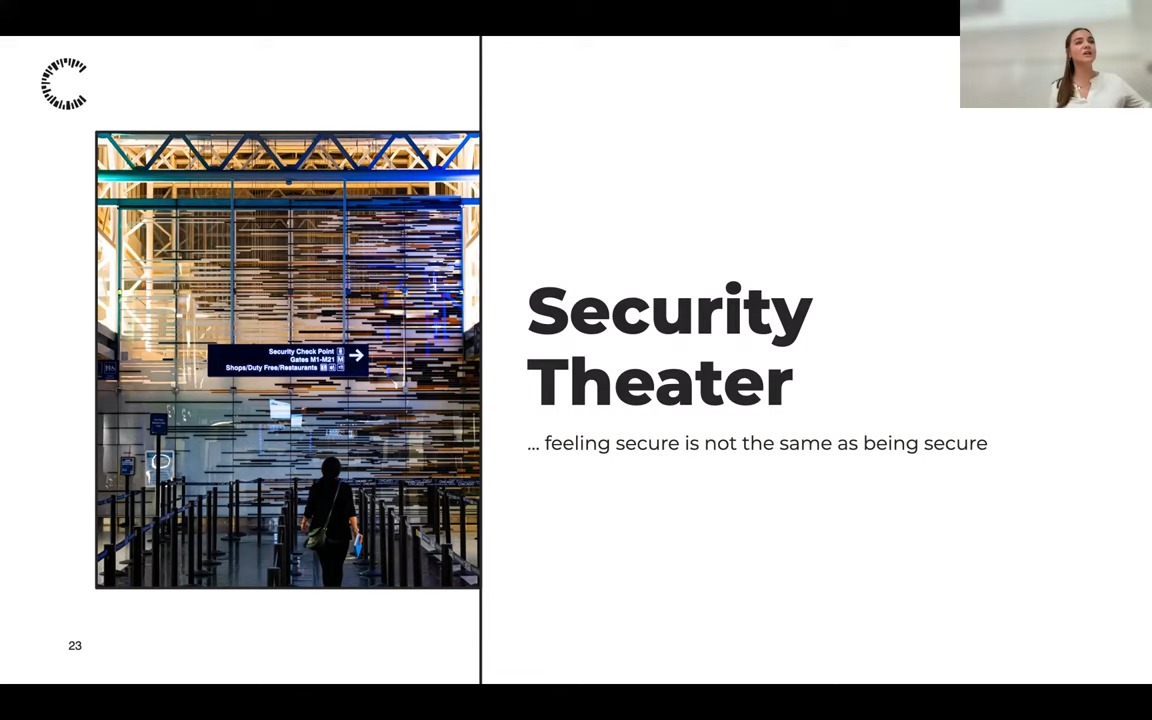 Security Check Point
Gates M1-M21 M
Shops/Duty Free/Restaurants
Security
Theater
... feeling secure is not the same as being secure
23